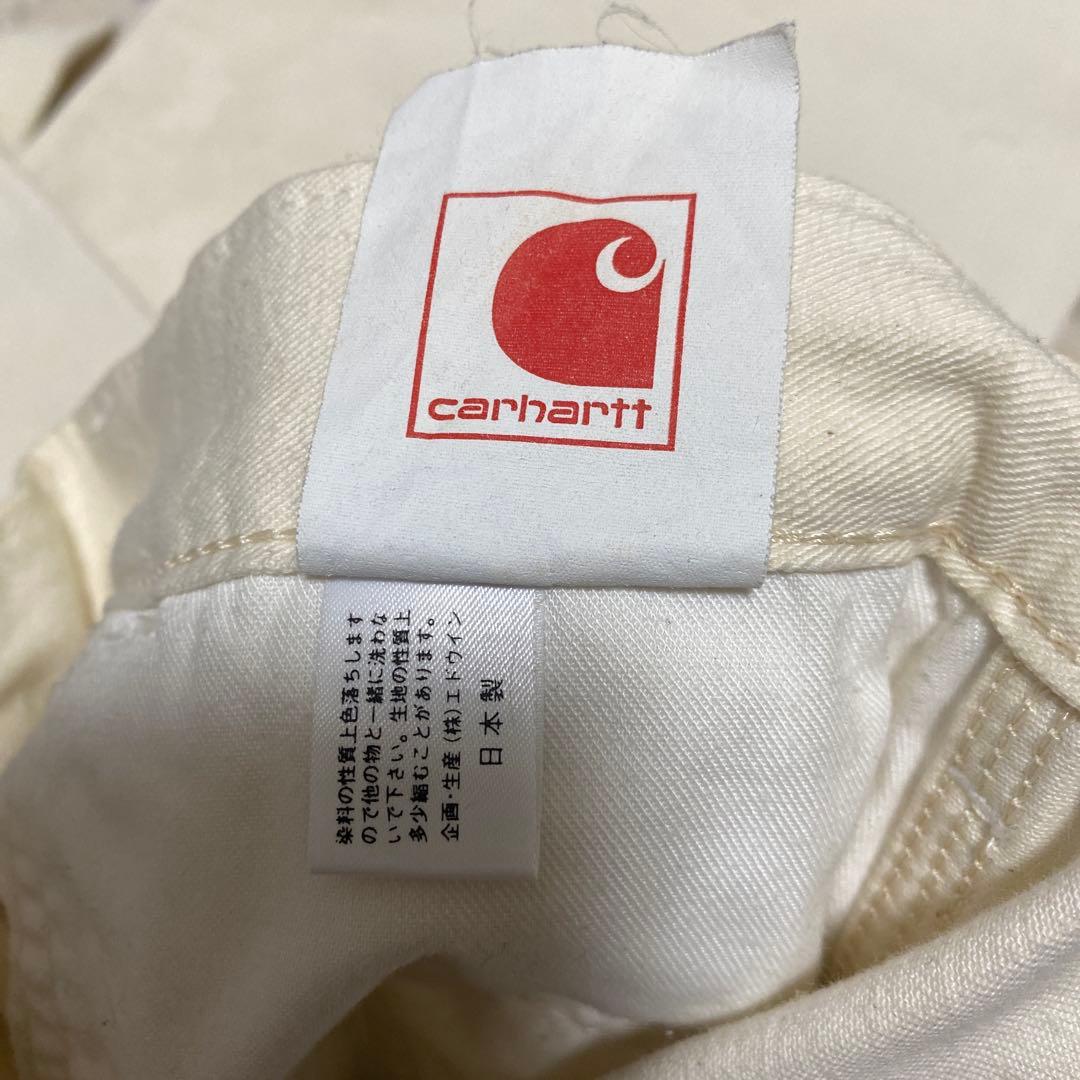 carhartt
染料の性質上色落ちします
ので他の物と一緒に洗わな
いで下さい。生地の性質上
多少縮むことがあります。
企画・生産(株)エドウイン
日本製